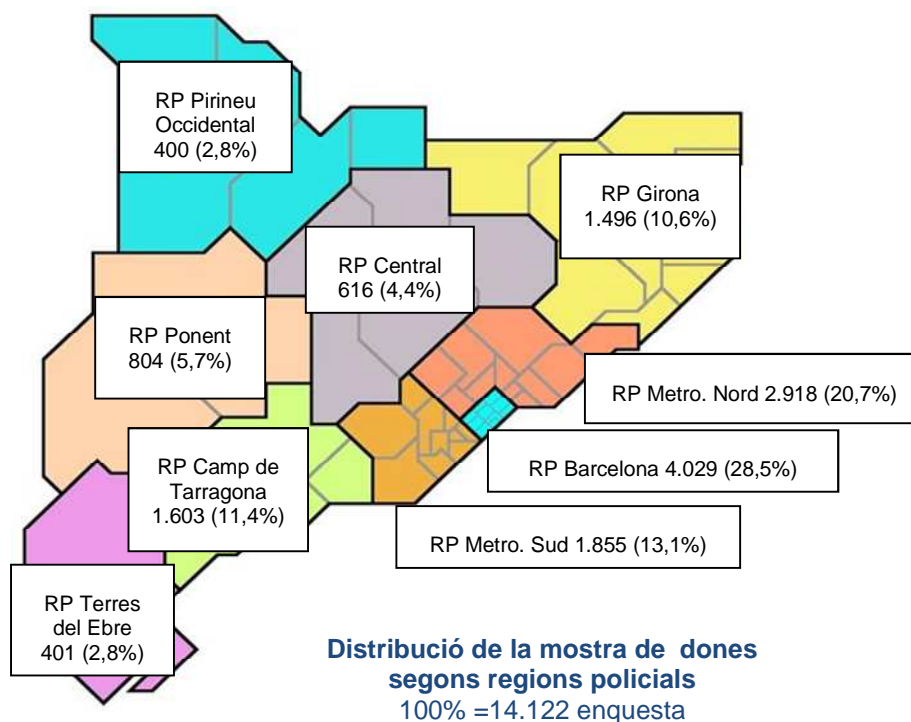 RP Pirineu
Occidental
400 (2,8%)
RP Girona
1.496 (10,6%)
RP Central
616 (4,4%)
RP Ponent
804 (5,7%)
RP Metro. Nord 2.918 (20,7%)
RP Camp de
Tarragona
1.603 (11,4%)
RP Barcelona 4.029 (28,5%)
RP Metro. Sud 1.855 (13,1%)
RP Terres
del Ebre
401 (2,8%)
Distribució de la mostra de dones
segons regions policials
100% =14.122 enquesta